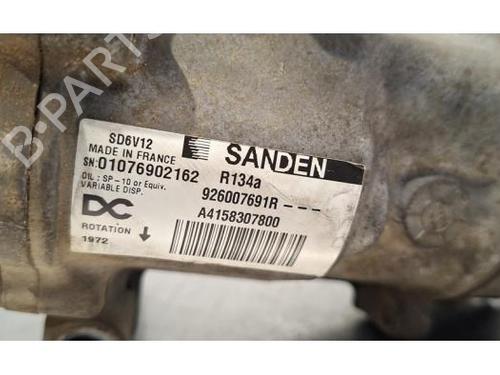 B-PARTS
SD6V12
MADE IN FRANCE
SN:01076902162
OIL : SP-10 or Equiv.
VARIABLE DISP.
DC
ROTATION ↓
1972
SANDEN
R134a
926007691R---
A4158307800